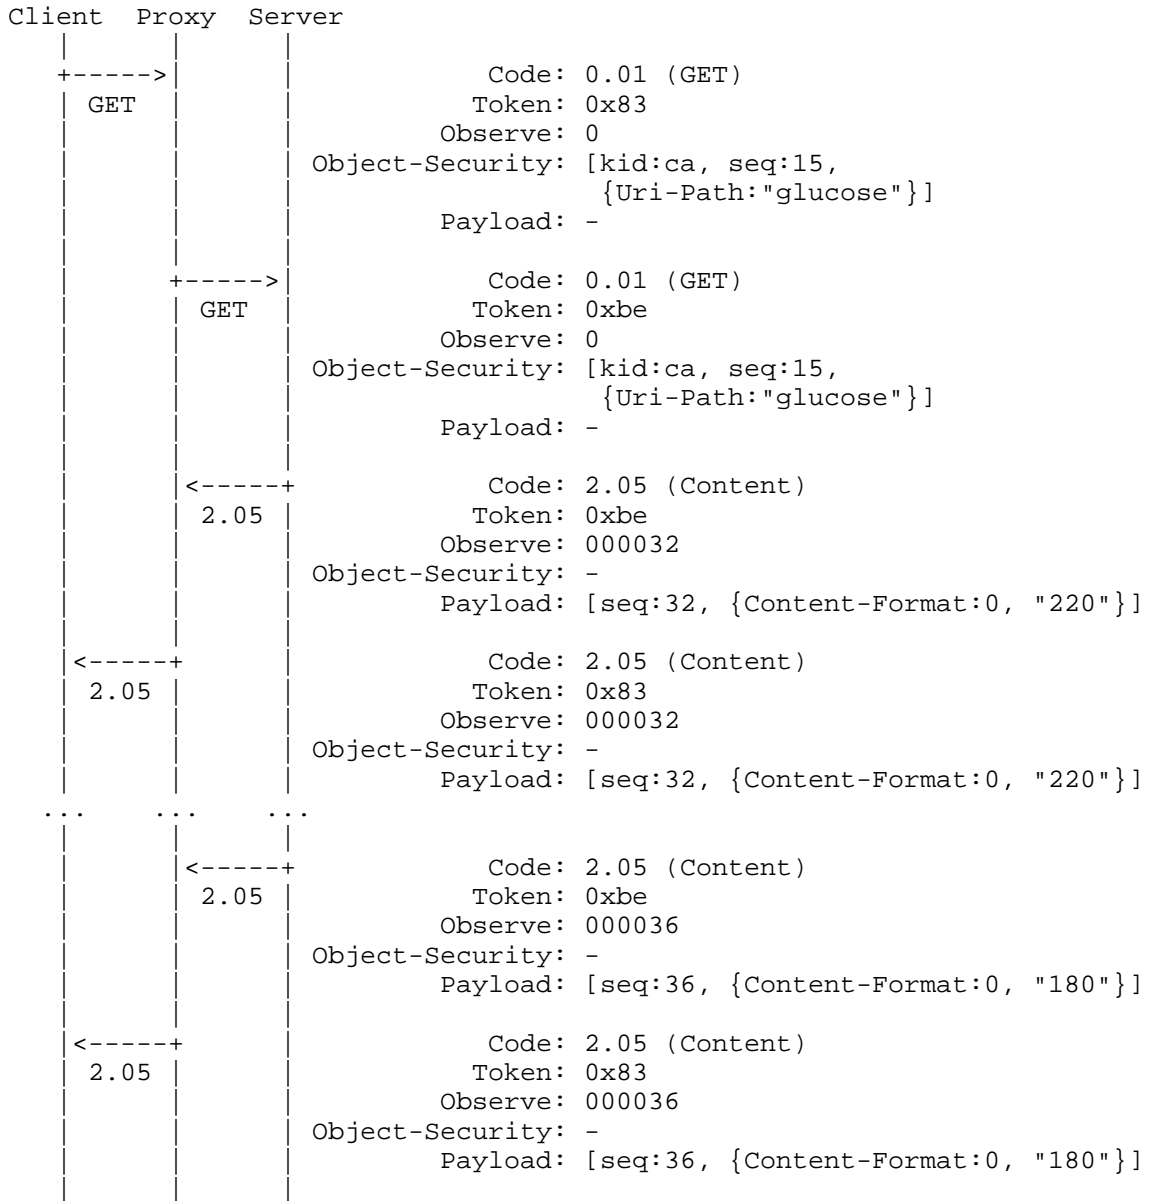 Client  Proxy  Server
   |      |      |
   +----->|      |            Code: 0.01 (GET)
   | GET  |      |           Token: 0x83
   |      |      |         Observe: 0
   |      |      | Object-Security: [kid:ca, seq:15,
   |      |      |                   {Uri-Path:"glucose"}]
   |      |      |         Payload: -
   |      |      |
   |      +----->|            Code: 0.01 (GET)
   |      | GET  |           Token: 0xbe
   |      |      |         Observe: 0
   |      |      | Object-Security: [kid:ca, seq:15,
   |      |      |                   {Uri-Path:"glucose"}]
   |      |      |         Payload: -
   |      |      |
   |      |<-----+            Code: 2.05 (Content)
   |      | 2.05 |           Token: 0xbe
   |      |      |         Observe: 000032
   |      |      | Object-Security: -
   |      |      |         Payload: [seq:32, {Content-Format:0, "220"}]
   |      |      |
   |<-----+      |            Code: 2.05 (Content)
   | 2.05 |      |           Token: 0x83
   |      |      |         Observe: 000032
   |      |      | Object-Security: -
   |      |      |         Payload: [seq:32, {Content-Format:0, "220"}]
  ...    ...    ...
   |      |      |
   |      |<-----+            Code: 2.05 (Content)
   |      | 2.05 |           Token: 0xbe
   |      |      |         Observe: 000036
   |      |      | Object-Security: -
   |      |      |         Payload: [seq:36, {Content-Format:0, "180"}]
   |      |      |
   |<-----+      |            Code: 2.05 (Content)
   | 2.05 |      |           Token: 0x83
   |      |      |         Observe: 000036
   |      |      | Object-Security: -
   |      |      |         Payload: [seq:36, {Content-Format:0, "180"}]
   |      |      |